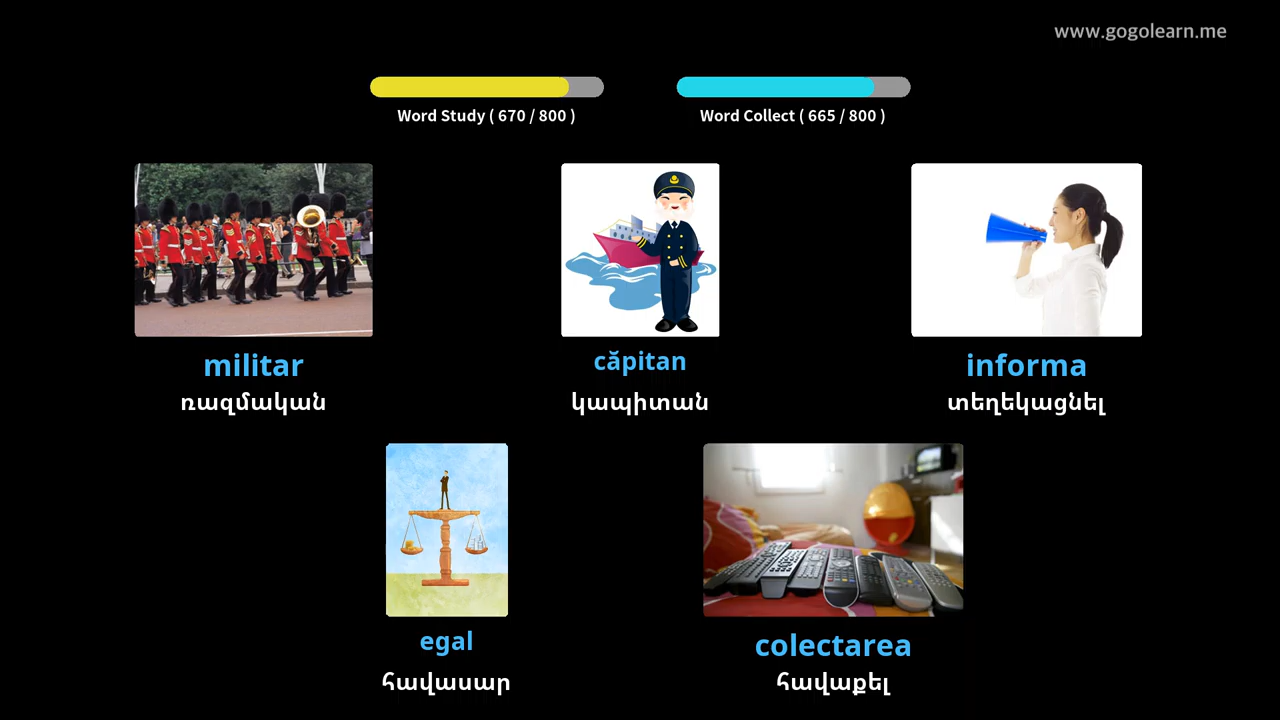 www.gogolearn.me
Word Study ( 670 / 800 )
Word Collect ( 665 / 800 )
militar
ռազմական
căpitan
կապիտան
informa
տեղեկացնել
egal
հավասար
colectarea
հավաքել